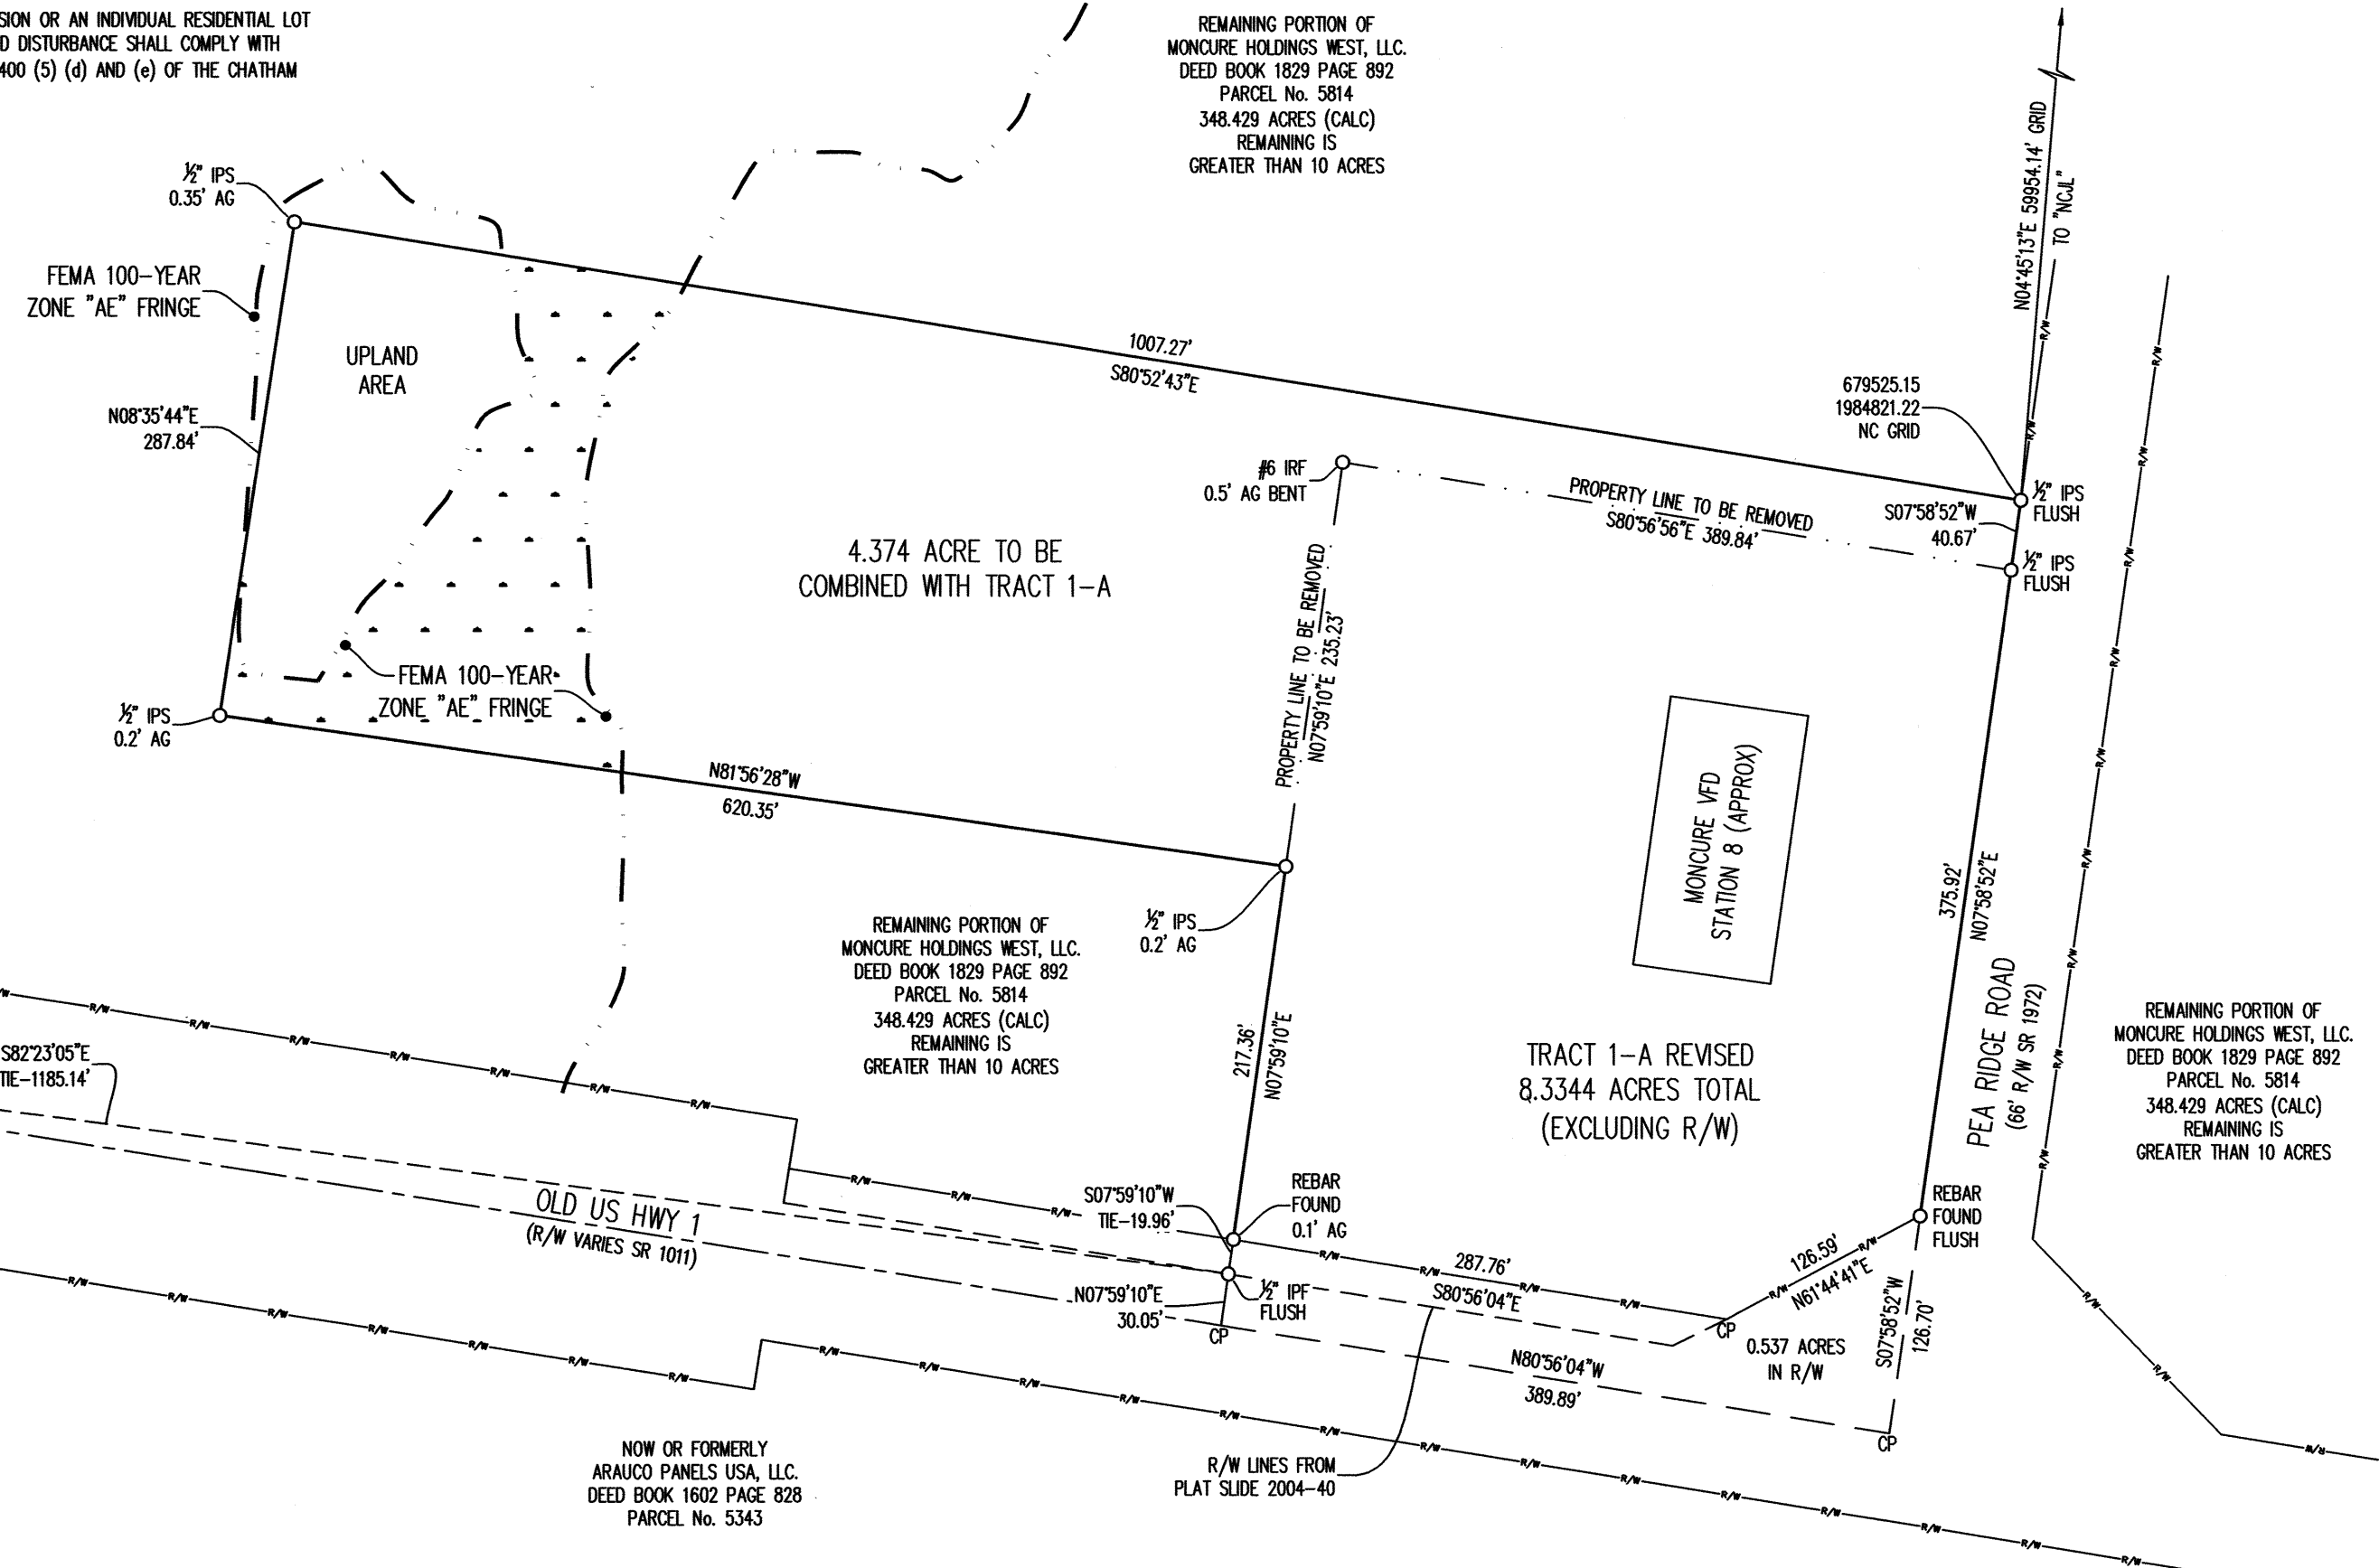 SION OR AN INDIVIDUAL RESIDENTIAL LOT
D DISTURBANCE SHALL COMPLY WITH
400 (5) (d) AND (e) OF THE CHATHAM
REMAINING PORTION OF
MONCURE HOLDINGS WEST, LLC.
DEED BOOK 1829 PAGE 892
PARCEL No. 5814
348.429 ACRES (CALC)
REMAINING IS
GREATER THAN 10 ACRES
N04°45'13"E 59954.14' GRID
TO "NCJL"
½" IPS
0.35' AG
FEMA 100-YEAR
ZONE "AE" FRINGE
UPLAND
AREA
N08°35'44"E
287.84'
1007.27'
S80°52'43"E
679525.15
1984821.22
NC GRID
½" IPS
FLUSH
S07°58'52"W
40.67'
½" IPS
FLUSH
#6 IRF
0.5' AG BENT
PROPERTY LINE TO BE REMOVED
S80°56'56"E 389.84'
4.374 ACRE TO BE
COMBINED WITH TRACT 1-A
PROPERTY LINE TO BE REMOVED
N07°59'10"E 235.23'
FEMA 100-YEAR
ZONE "AE" FRINGE
½" IPS
0.2' AG
N81°56'28"W
620.35'
MONCURE VFD
STATION 8 (APPROX)
375.92'
N07°58'52"E
PEA RIDGE ROAD
(66' R/W SR 1972)
½" IPS
0.2' AG
REMAINING PORTION OF
MONCURE HOLDINGS WEST, LLC.
DEED BOOK 1829 PAGE 892
PARCEL No. 5814
348.429 ACRES (CALC)
REMAINING IS
GREATER THAN 10 ACRES
217.36'
N07°59'10"E
TRACT 1-A REVISED
8.3344 ACRES TOTAL
(EXCLUDING R/W)
REMAINING PORTION OF
MONCURE HOLDINGS WEST, LLC.
DEED BOOK 1829 PAGE 892
PARCEL No. 5814
348.429 ACRES (CALC)
REMAINING IS
GREATER THAN 10 ACRES
S82°23'05"E
TIE-1185.14'
OLD US HWY 1
(R/W VARIES SR 1011)
S07°59'10"W
TIE-19.96'
REBAR
FOUND
0.1' AG
REBAR
FOUND
FLUSH
287.76'
S80°56'04"E
126.59'
N61°44'41"E
S07°58'52"W
126.70'
N07°59'10"E
30.05'
½" IPF
FLUSH
CP
CP
0.537 ACRES
IN R/W
N80°56'04"W
389.89'
CP
R/W LINES FROM
PLAT SLIDE 2004-40
NOW OR FORMERLY
ARAUCO PANELS USA, LLC.
DEED BOOK 1602 PAGE 828
PARCEL No. 5343
R/W
R/W
R/W
R/W
R/W
R/W
R/W
R/W